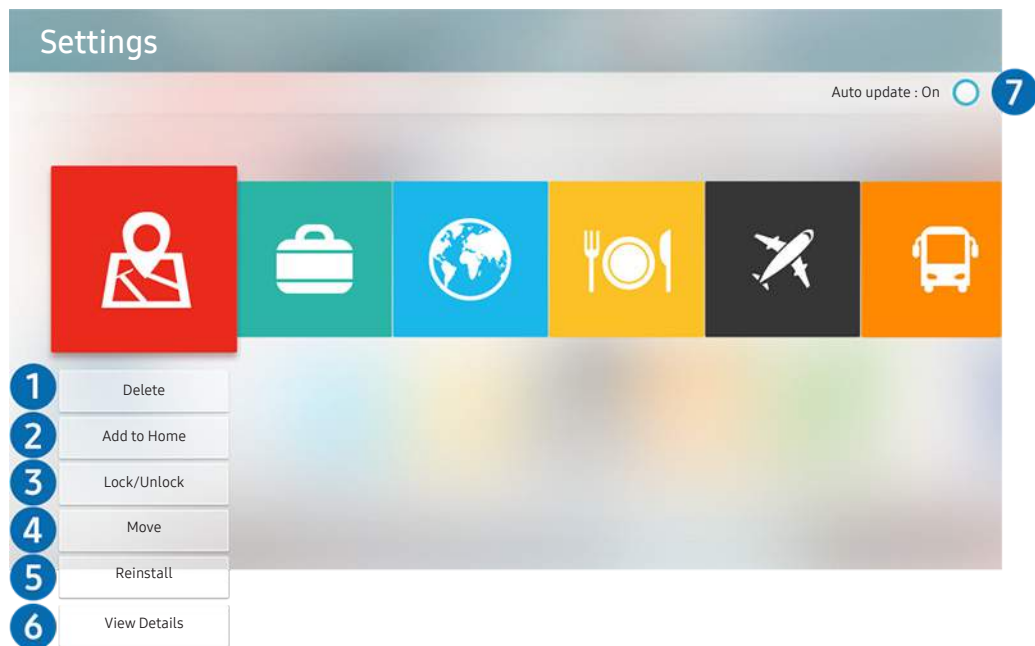 Settings
Auto update : On
7
1
Delete
2
Add to Home
3
Lock/Unlock
4
Move
5
Reinstall
6
View Details